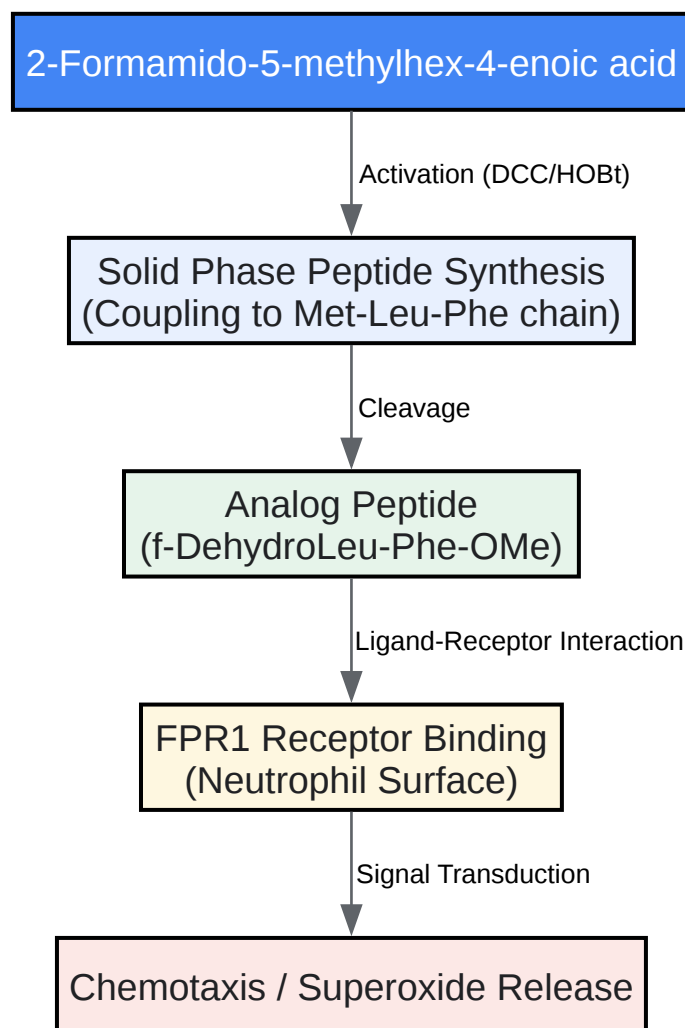 2-Formamido-5-methylhex-4-enoic acid
Activation (DCC/HOBt)
Solid Phase Peptide Synthesis
(Coupling to Met-Leu-Phe chain)
Cleavage
Analog Peptide
(f-DehydroLeu-Phe-OMe)
Ligand-Receptor Interaction
FPR1 Receptor Binding
(Neutrophil Surface)
Signal Transduction
Chemotaxis / Superoxide Release